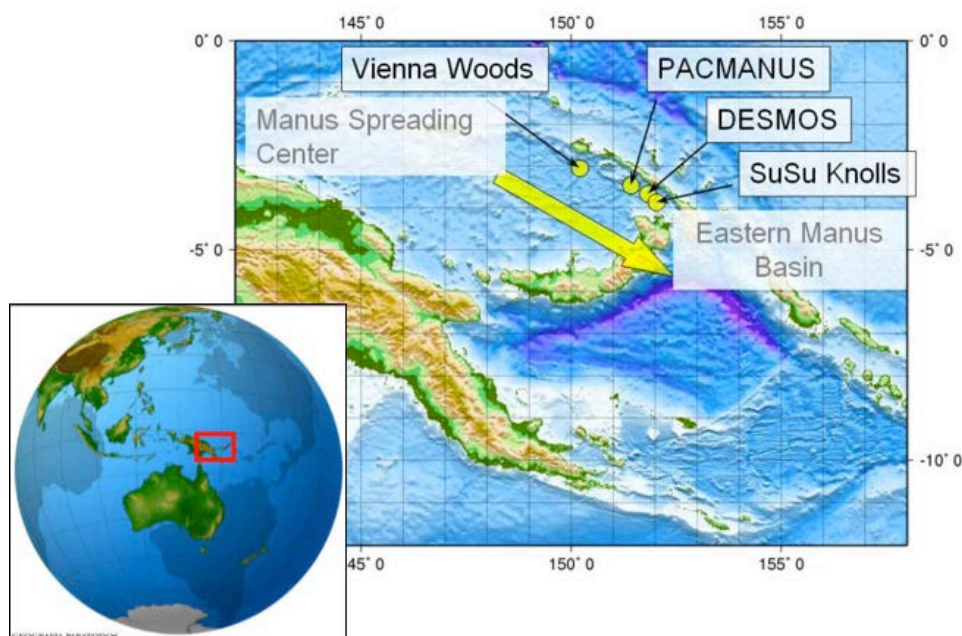 145° 0
150° 0
155° 0
0° 0
0° 0
Vienna Woods
PACMANUS
Manus Spreading
Center
DESMOS
SuSu Knolls
Eastern Manus
Basin
-5° 0
-5° 0
-10° 0
45° 0
150° 0
155° 0